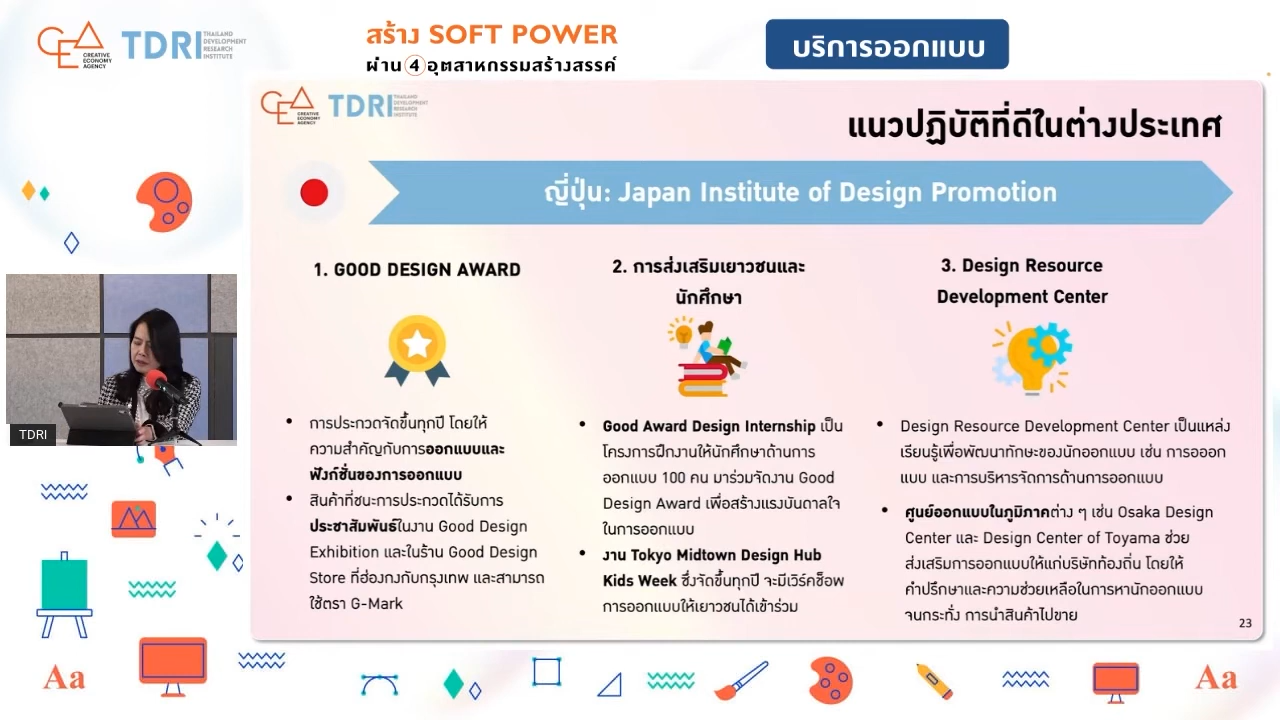 CEA
CREATIVE
ECONOMY
AGENCY
TDRI
THAILAND
DEVELOPMENT
RESEARCH
INSTITUTE
สร้าง SOFT POWER
ผ่าน 4 อุตสาหกรรมสร้างสรรค์
บริการออกแบบ
CEA
CREATIVE
ECONOMY
AGENCY
TDRI
THAILAND
DEVELOPMENT
RESEARCH
INSTITUTE
แนวปฏิบัติที่ดีในต่างประเทศ
ญี่ปุ่น: Japan Institute of Design Promotion
1. GOOD DESIGN AWARD
• การประกวดจัดขึ้นทุกปี โดยให้
ความสำคัญกับการออกแบบและ
ฟังก์ชั่นของการออกแบบ
• สินค้าที่ชนะการประกวดได้รับการ
ประชาสัมพันธ์ในงาน Good Design
Exhibition และในร้าน Good Design
Store ที่ฮ่องกงกับกรุงเทพ และสามารถ
ใช้ตรา G-Mark
2. การส่งเสริมเยาวชนและ
นักศึกษา
• Good Award Design Internship เป็น
โครงการฝึกงานให้นักศึกษาด้านการ
ออกแบบ 100 คน มาร่วมจัดงาน Good
Design Award เพื่อสร้างแรงบันดาลใจ
ในการออกแบบ
• งาน Tokyo Midtown Design Hub
Kids Week ซึ่งจัดขึ้นทุกปี จะมีเวิร์คช็อพ
การออกแบบให้เยาวชนได้เข้าร่วม
3. Design Resource
Development Center
• Design Resource Development Center เป็นแหล่ง
เรียนรู้เพื่อพัฒนาทักษะของนักออกแบบ เช่น การอออก
แบบ และการบริหารจัดการด้านการออกแบบ
• ศูนย์ออกแบบในภูมิภาคต่าง ๆ เช่น Osaka Design
Center และ Design Center of Toyama ช่วย
ส่งเสริมการออกแบบให้แก่บริษัทท้องถิ่น โดยให้
คำปรึกษาและความช่วยเหลือในการหานักออกแบบ
จนกระทั่ง การนำสินค้าไปขาย
23
TDRI
Aa
Aa